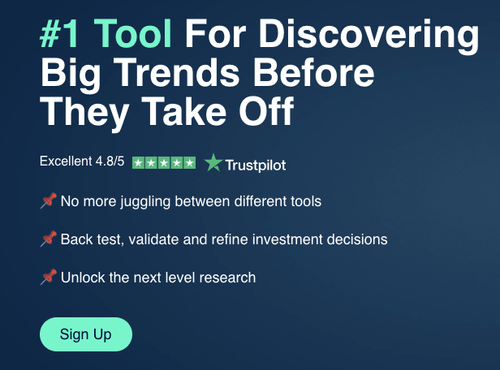 #1 Tool For Discovering
Big Trends Before
They Take Off
Excellent 4.8/5 Trustpilot
No more juggling between different tools
Back test, validate and refine investment decisions
Unlock the next level research
Sign Up